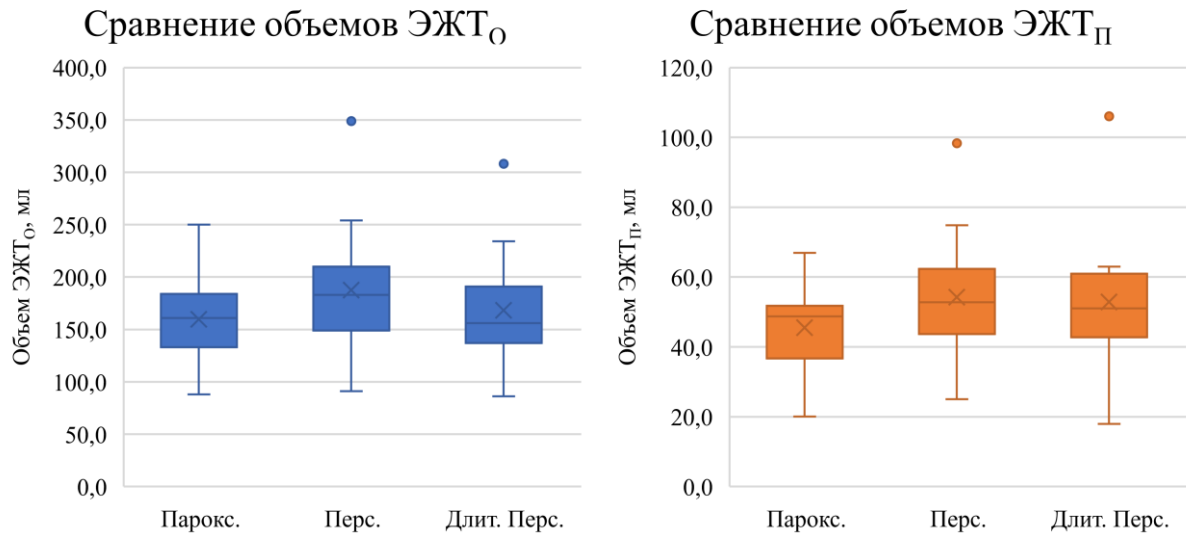 Сравнение объемов ЭЖТО
Объем ЭЖТО, мл
400,0
350,0
300,0
250,0
200,0
150,0
100,0
50,0
0,0
Парокс.
Перс.
Длит. Перс.
Сравнение объемов ЭЖТП
Объем ЭЖТП, мл
120,0
100,0
80,0
60,0
40,0
20,0
0,0
Парокс.
Перс.
Длит. Перс.